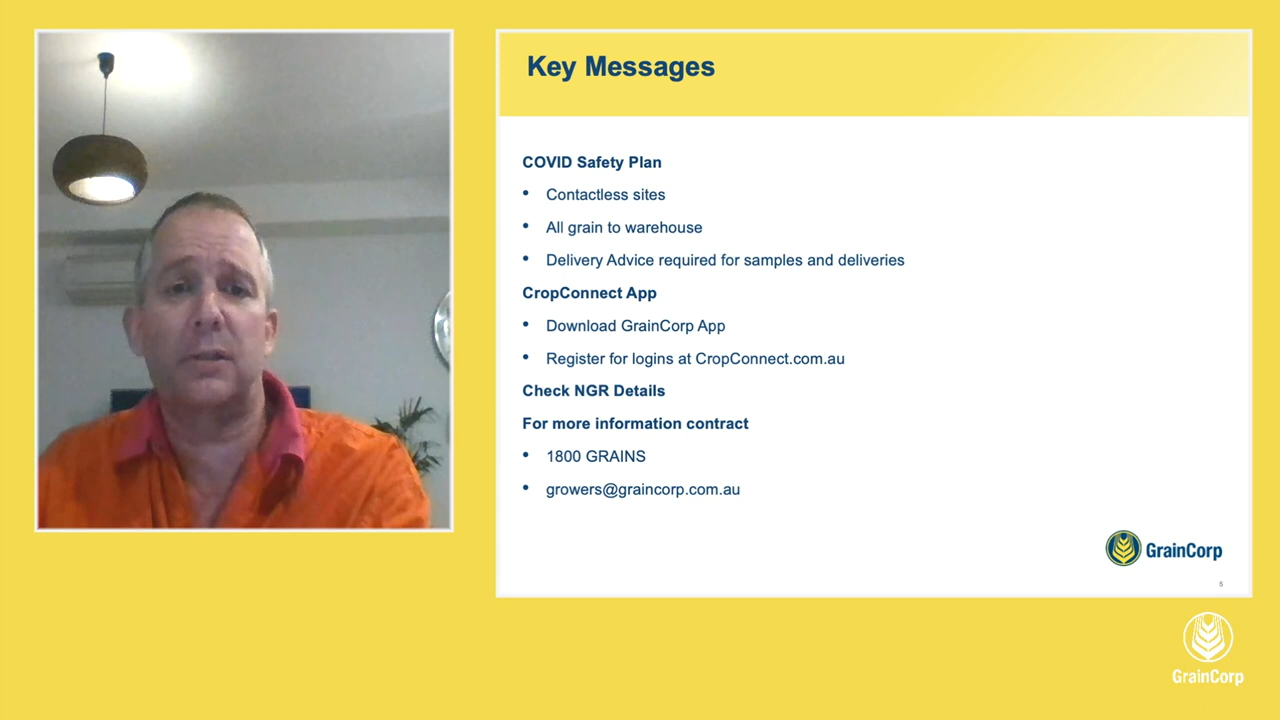 Key Messages
COVID Safety Plan
• Contactless sites
• All grain to warehouse
• Delivery Advice required for samples and deliveries
CropConnect App
• Download GrainCorp App
• Register for logins at CropConnect.com.au
Check NGR Details
For more information contract
• 1800 GRAINS
• growers@graincorp.com.au
GrainCorp
5
GrainCorp